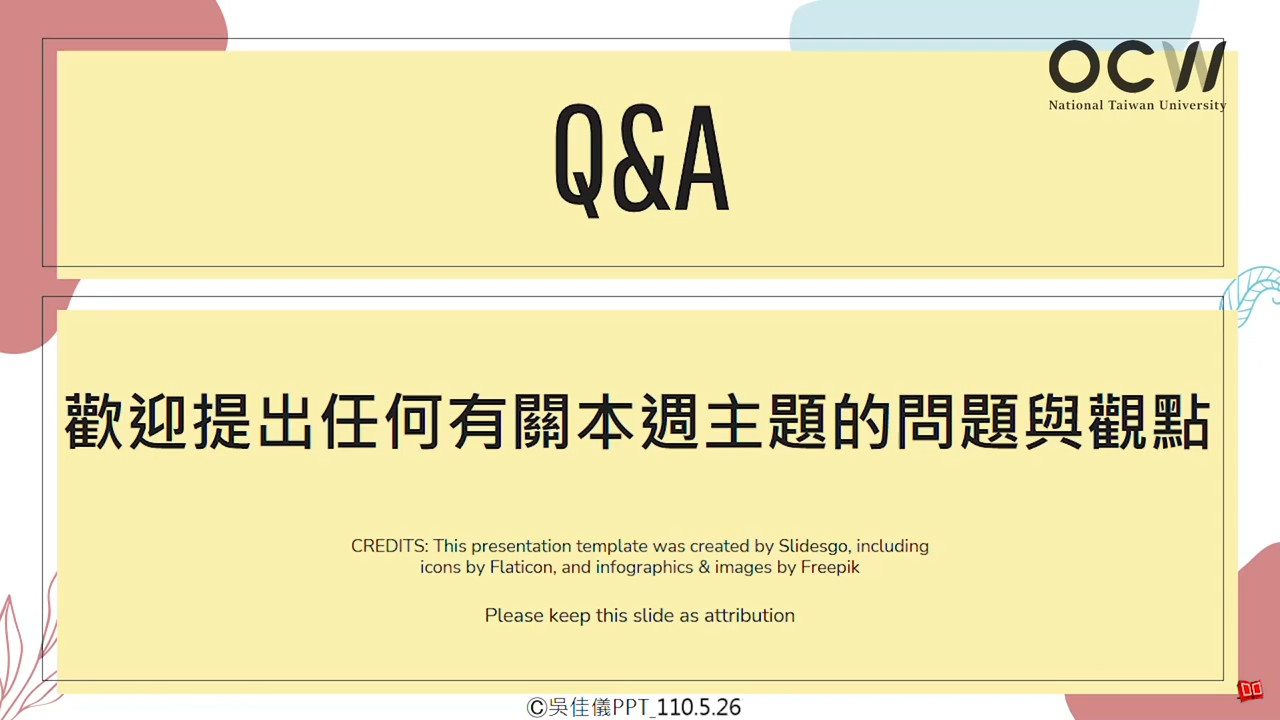 OCW
National Taiwan University
Q&A
歡迎提出任何有關本週主題的問題與觀點
CREDITS: This presentation template was created by Slidesgo, including
icons by Flaticon, and infographics & images by Freepik
Please keep this slide as attribution
©吳佳儀PPT_110.5.26